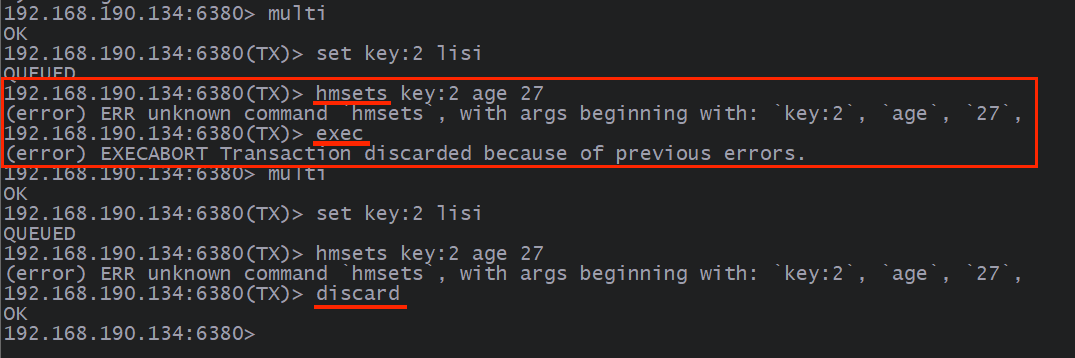 192.168.190.134:6380> multi
OK
192.168.190.134:6380(TX)> set key:2 lisi
QUEUED
192.168.190.134:6380(TX)> hmsets key:2 age 27
(error) ERR unknown command `hmsets`, with args beginning with: `key:2`, `age`, `27`,
192.168.190.134:6380(TX)> exec
(error) EXECABORT Transaction discarded because of previous errors.
192.168.190.134:6380> multi
OK
192.168.190.134:6380(TX)> set key:2 lisi
QUEUED
192.168.190.134:6380(TX)> hmsets key:2 age 27
(error) ERR unknown command `hmsets`, with args beginning with: `key:2`, `age`, `27`,
192.168.190.134:6380(TX)> discard
OK
192.168.190.134:6380>